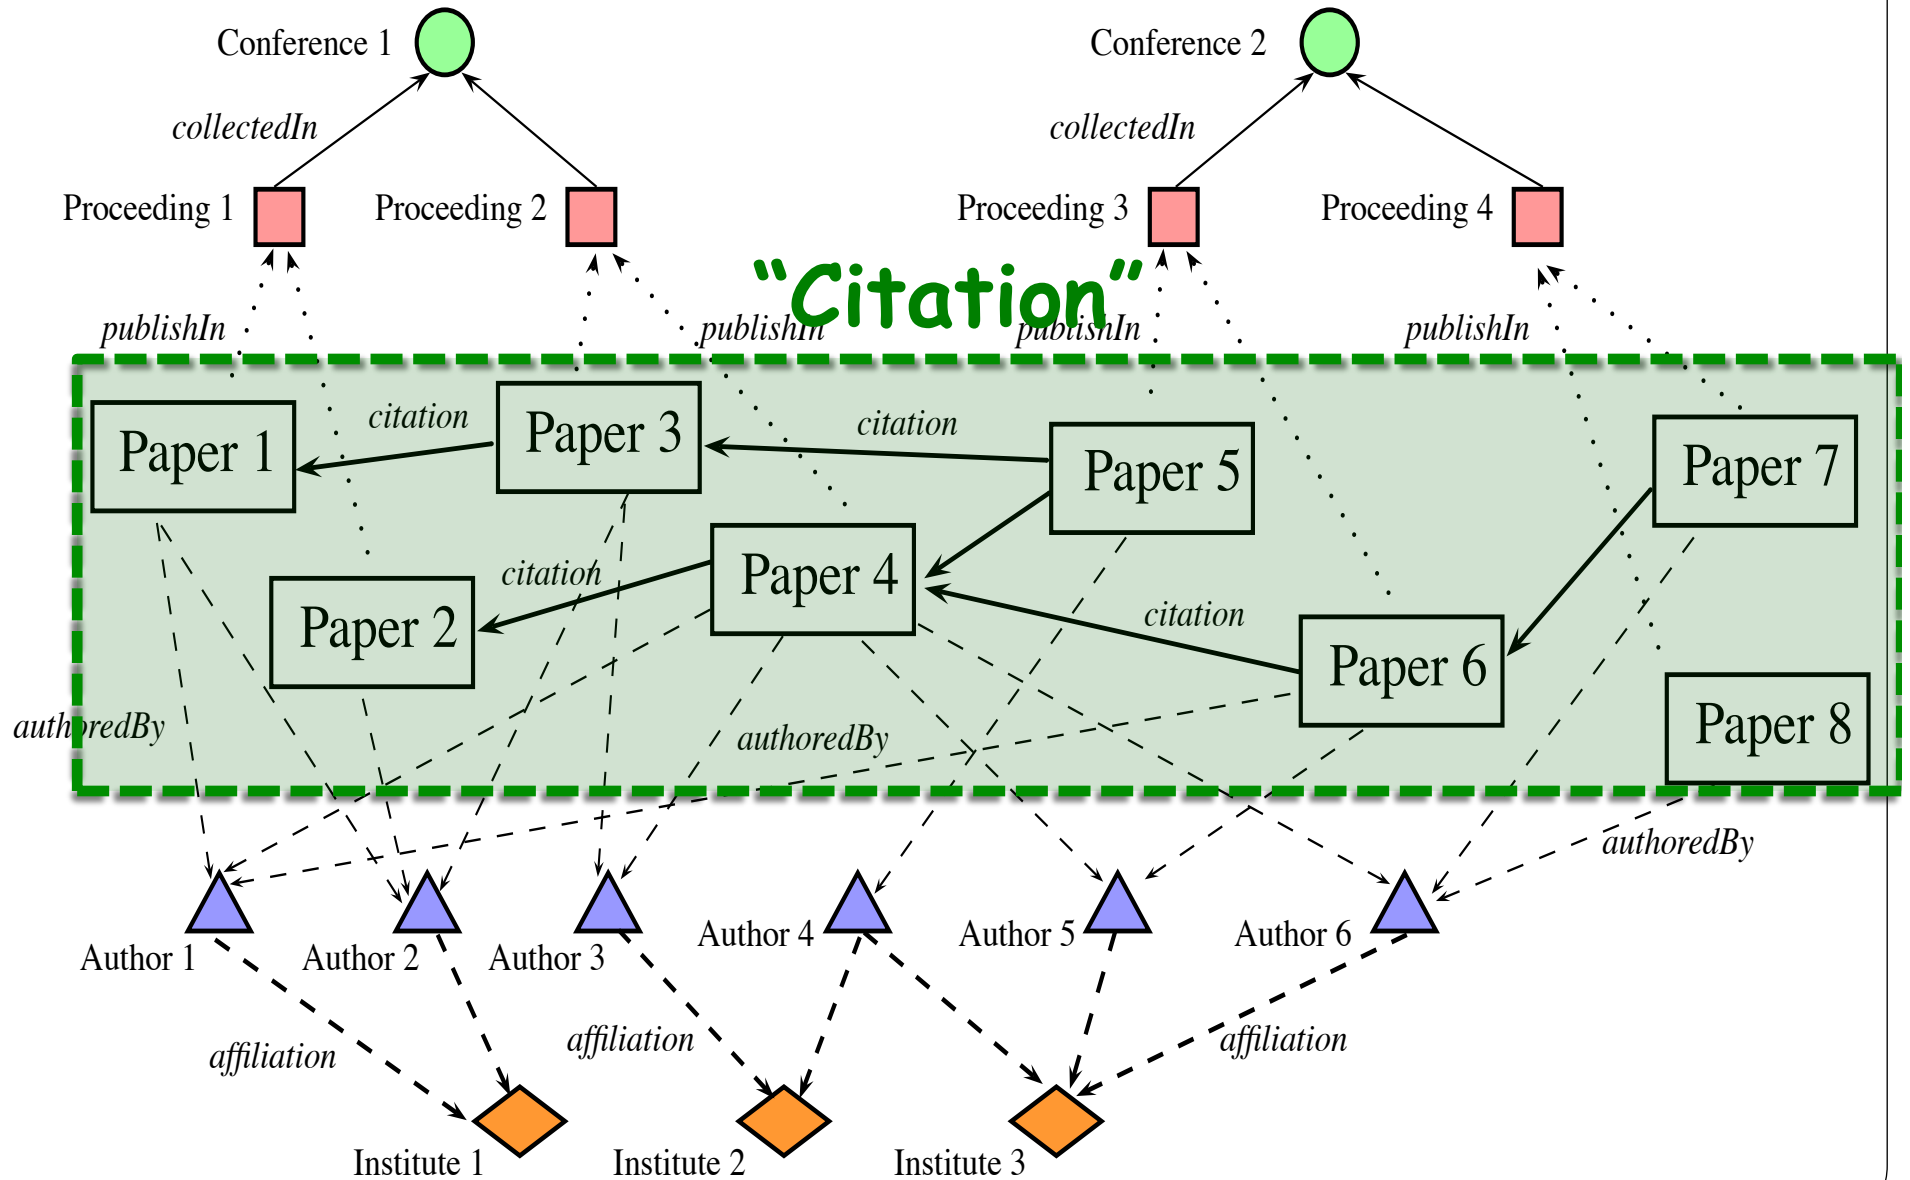 Conference 1
Conference 2
collectedIn
collectedIn
Proceeding 1
Proceeding 2
Proceeding 3
Proceeding 4
“Citation”
publishIn
publishIn
publishIn
publishIn
citation
citation
Paper 1
Paper 3
Paper 5
Paper 7
citation
Paper 4
citation
Paper 2
Paper 6
authoredBy
authoredBy
Paper 8
authoredBy
Author 1
Author 2
Author 3
Author 4
Author 5
Author 6
affiliation
affiliation
affiliation
Institute 1
Institute 2
Institute 3